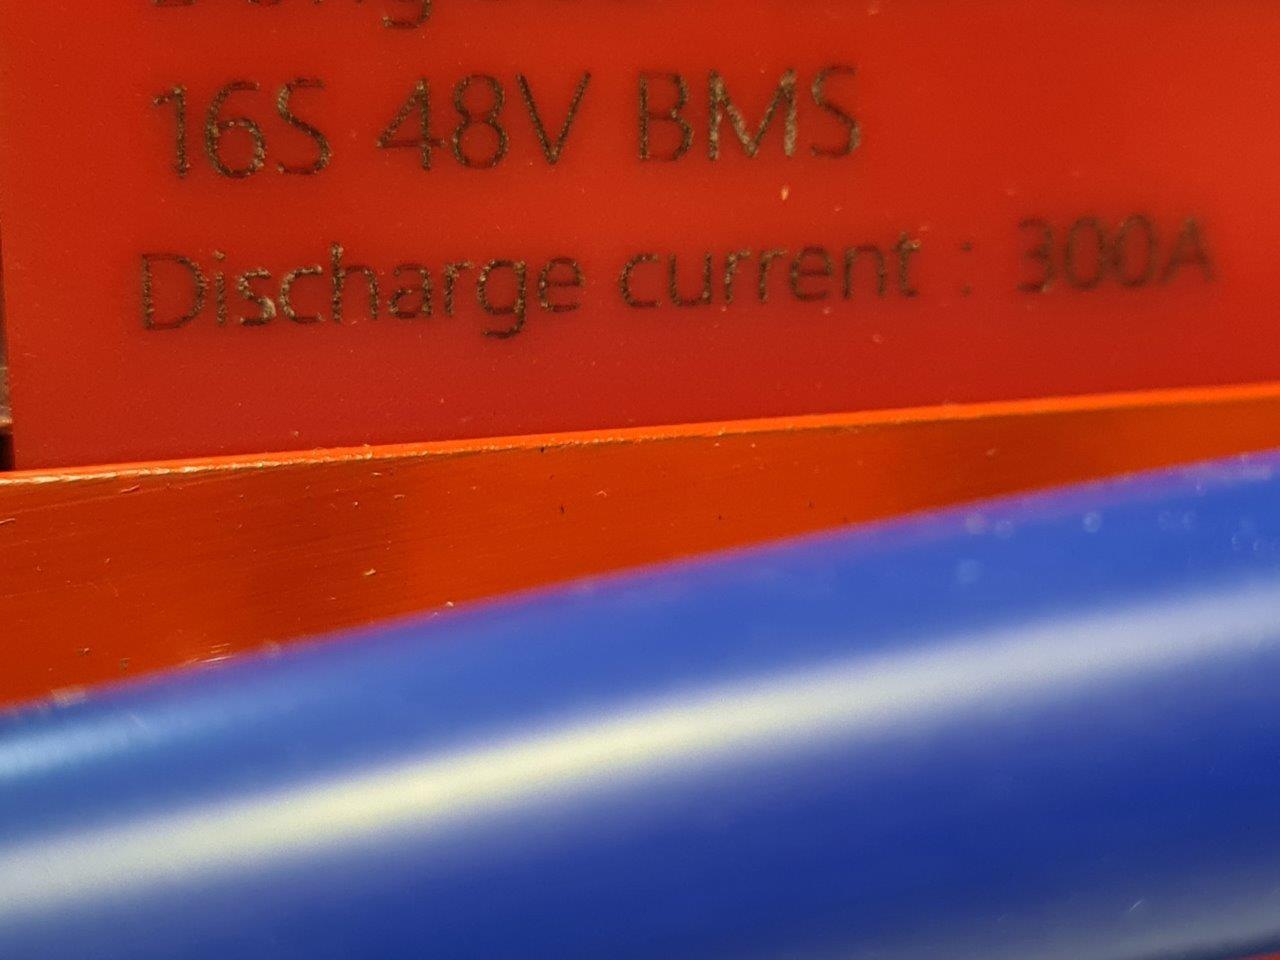 16S 48V BMS
Discharge current : 300A